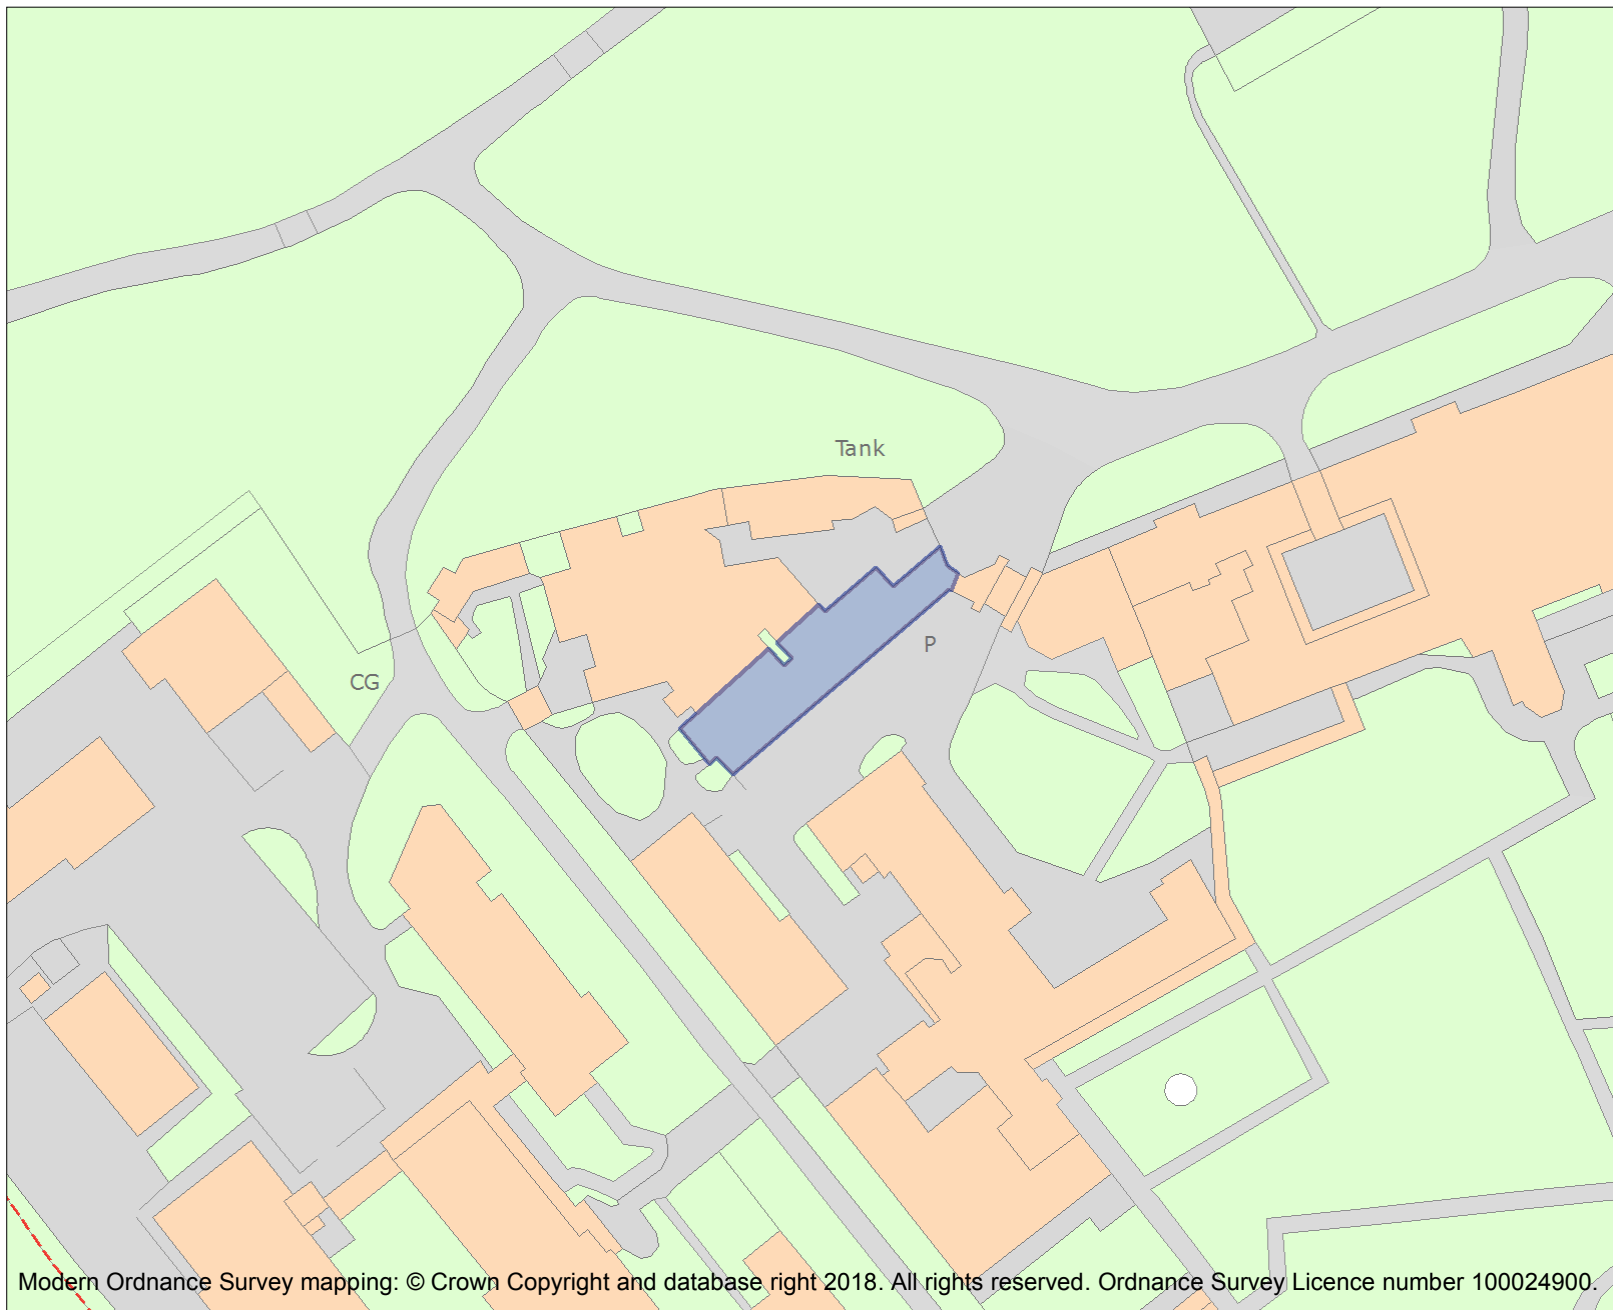 Tank
P
CG
Modern Ordnance Survey mapping: © Crown Copyright and database right 2018. All rights reserved. Ordnance Survey Licence number 100024900.